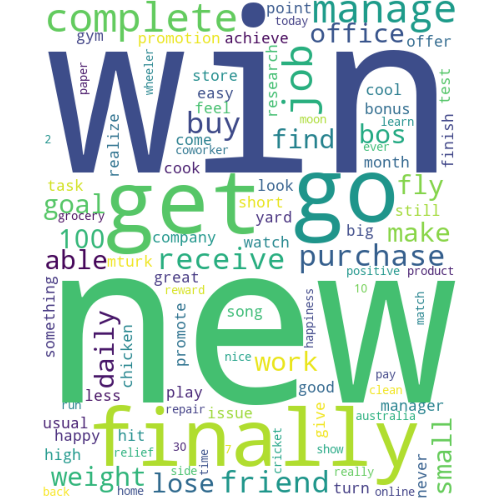 complete
point
today
manage
gym
promotion
achieve
office
offer
win
paper
wheeler
store
easy
feel
research
moon
job
cool
bonus
learn
test
2
realize
come
coworker
buy
find
bos
ever
month
finish
cook
task
get
go
look
short
fly
goal
grocery
yard
still
100
company
watch
big
make
able
mturk
receive
purchase
great
positive
product
something
new
reward
song
happiness
10
match
daily
chicken
promote
nice
work
less
play
good
pay
clean
run
repair
issue
give
australia
manager
usual
happy
hit
finally
small
high
relief
30
time
7
cricket
show
never
weight
side
lose
friend
really
turn
online
back
home